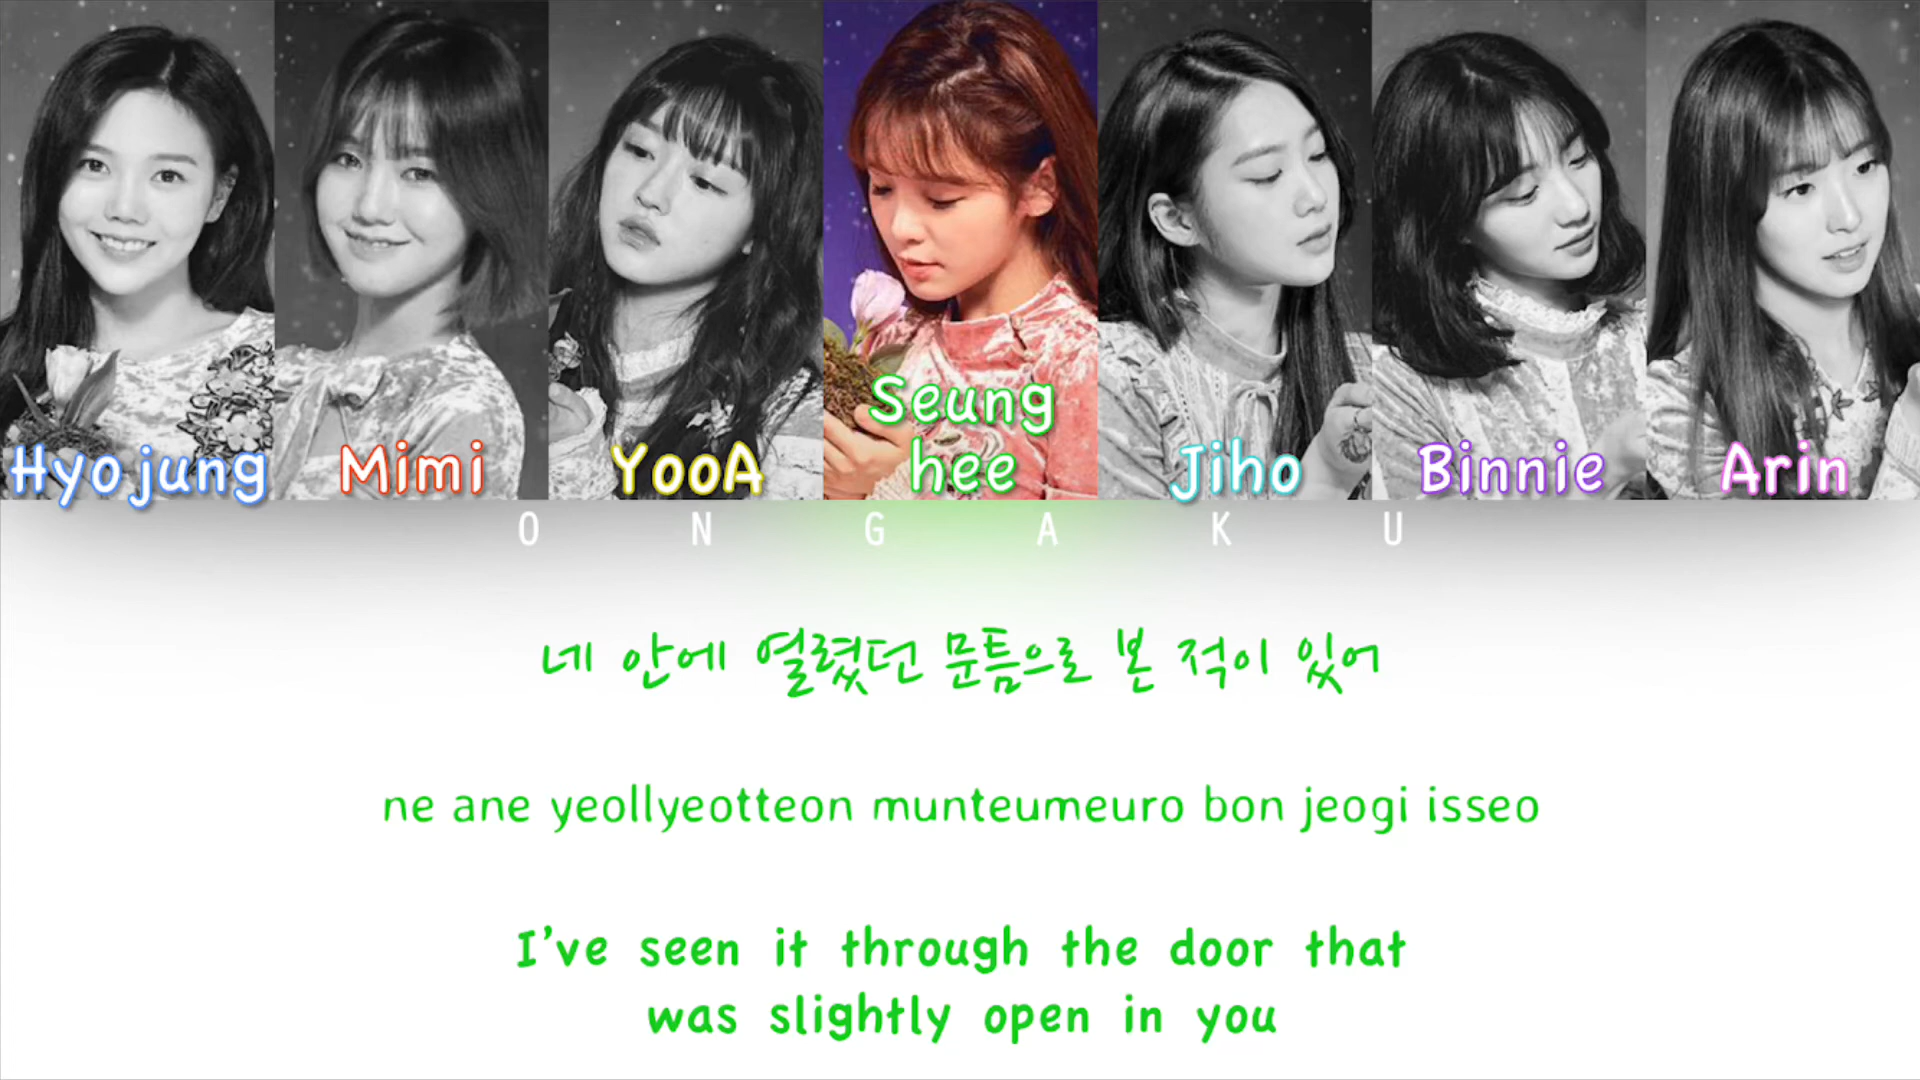 Hyojung Mimi YooA Seung hee Jiho Binnie Arin
O N G A K U
네 안에 열렸던 문틈으로 본 적이 있어
ne ane yeollyeotteon munteumeuro bon jeogi isseo
I've seen it through the door that
was slightly open in you